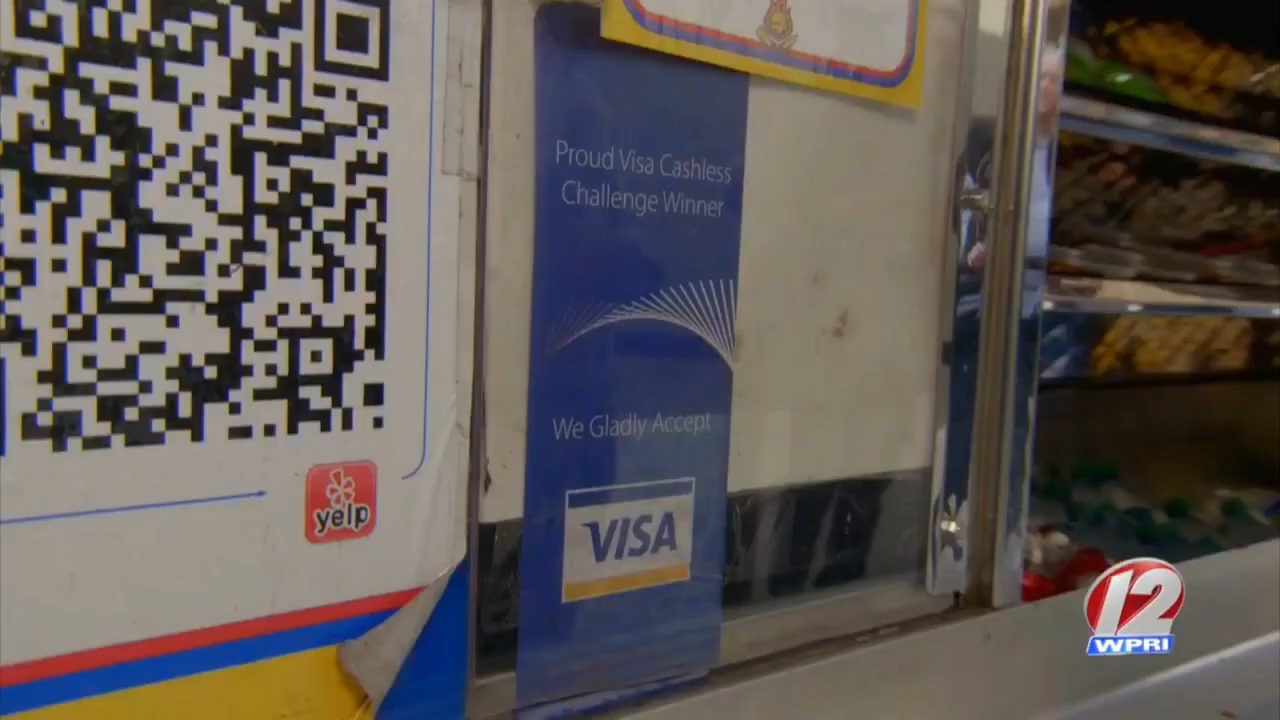 Proud Visa Cashless
Challenge Winner
We Gladly Accept
VISA
yelp
12
WPRI